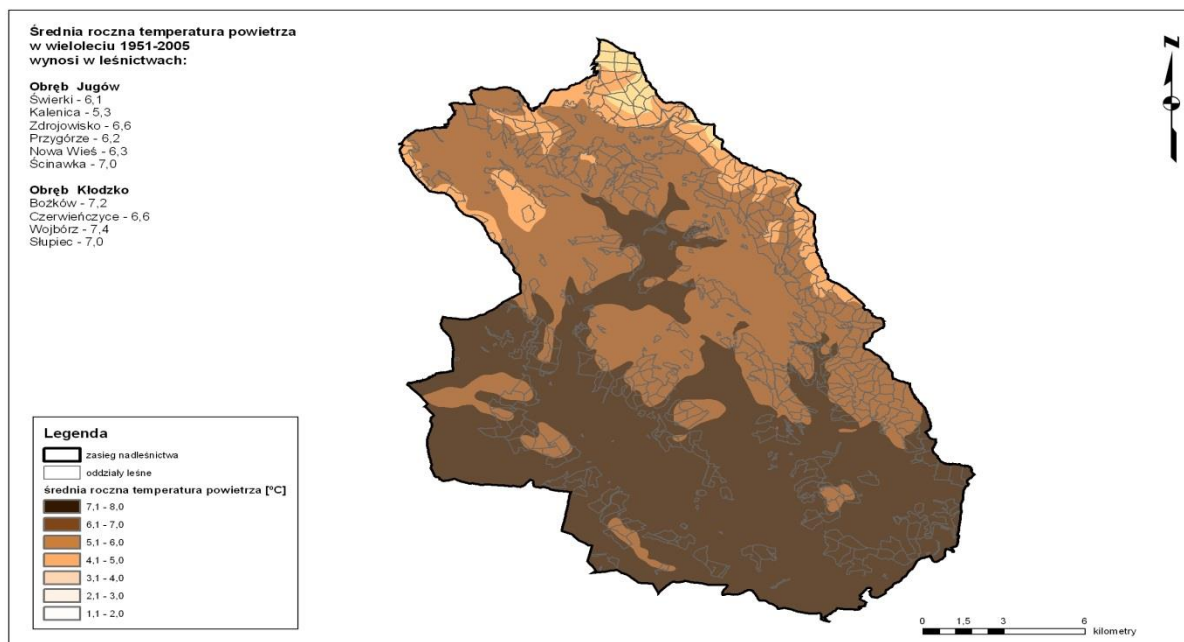 Średnia roczna temperatura powietrza
w wieloleciu 1951-2005
wynosi w leśnictwach:
Obręb Jugów
Świerki - 6,1
Kalenica - 5,3
Zdrojowisko - 6,6
Przygórze - 6,2
Nowa Wieś - 6,3
Ścinawka - 7,0
Obręb Kłodzko
Bożków - 7,2
Czerwieńczyce - 6,6
Wojbórz - 7,4
Słupiec - 7,0
N
Legenda
zasięg nadleśnictwa
oddziały leśne
średnia roczna temperatura powietrza [°C]
7,1 - 8,0
6,1 - 7,0
5,1 - 6,0
4,1 - 5,0
3,1 - 4,0
2,1 - 3,0
1,1 - 2,0
0 1,5 3 6
kilometry